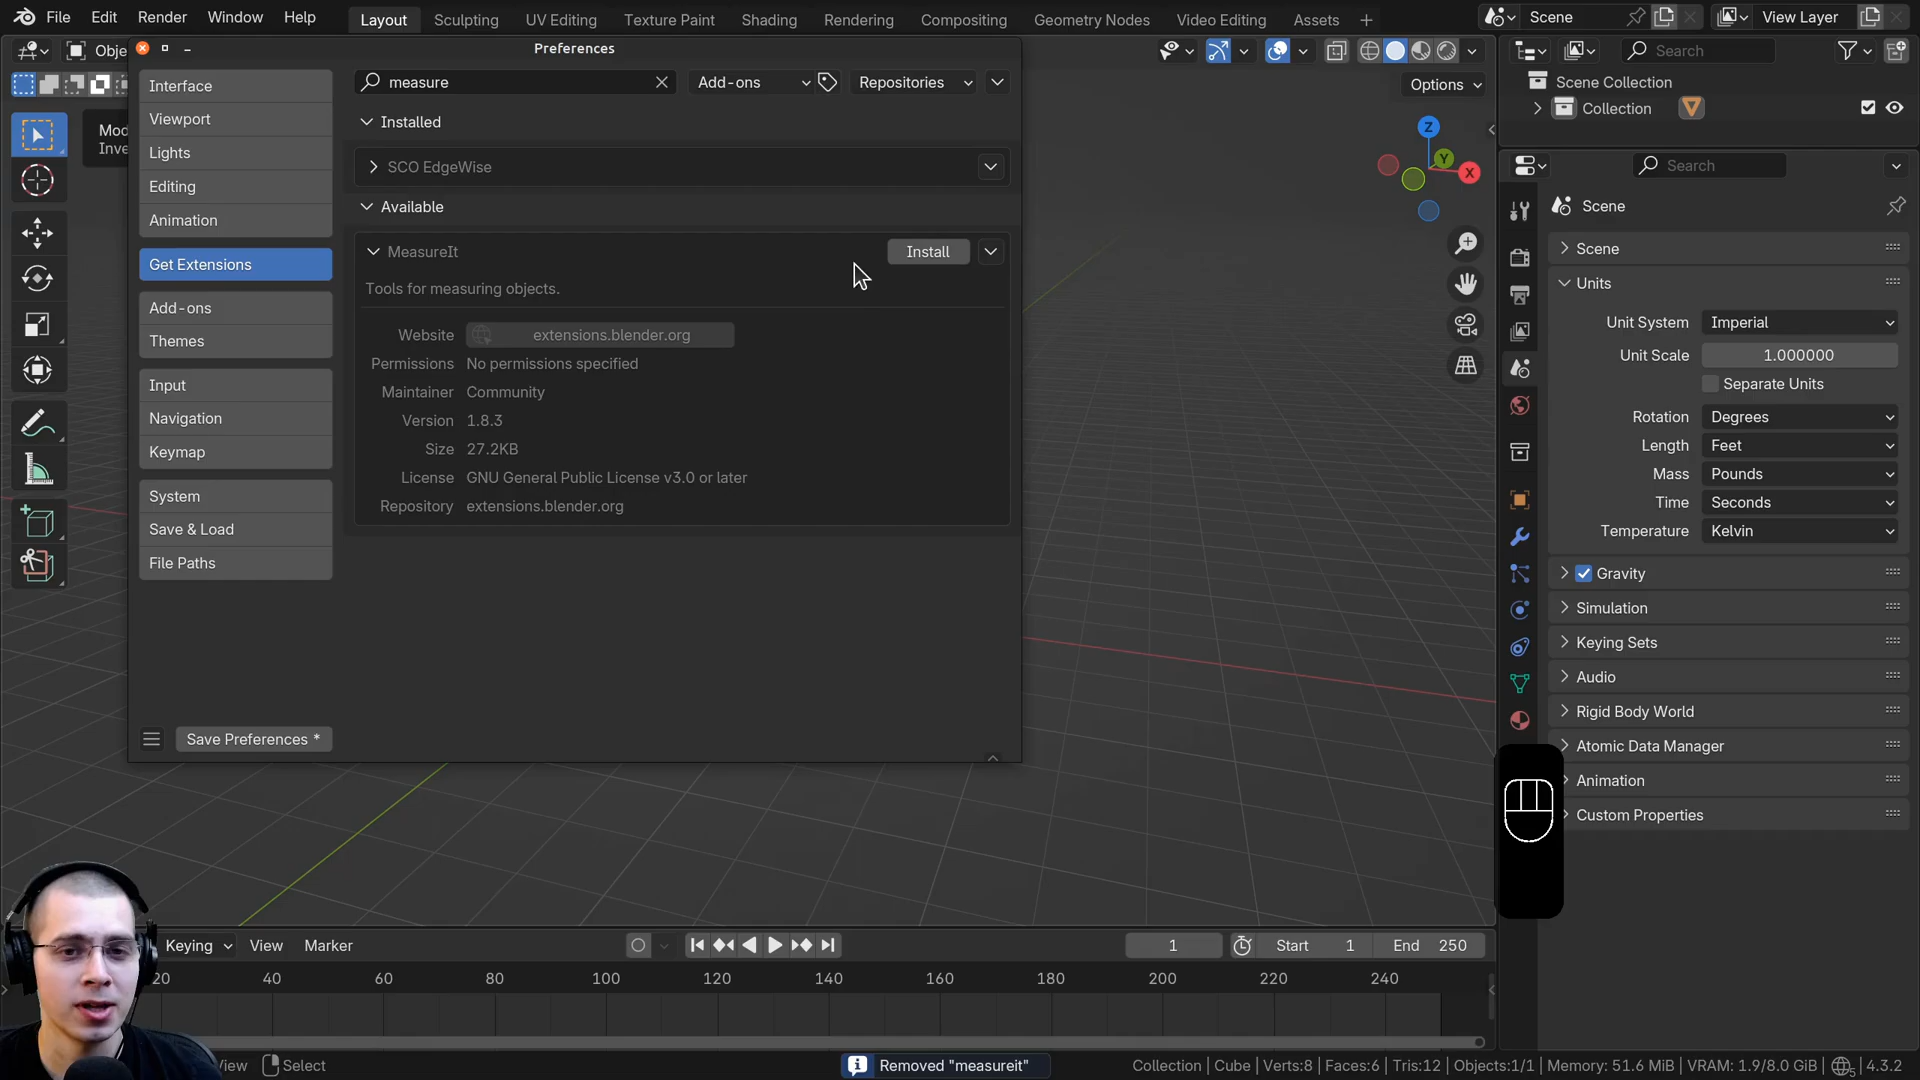 File Edit Render Window Help
Layout Sculpting UV Editing Texture Paint Shading Rendering Compositing Geometry Nodes Video Editing Assets +
Scene
View Layer
Obje
Preferences
Search
Options
Scene Collection
Collection
Mod
Inve
Z
Y
X
Interface
Viewport
Lights
Editing
Animation
Get Extensions
Add-ons
Themes
Input
Navigation
Keymap
System
Save & Load
File Paths
Save Preferences *
measure
Add-ons
Repositories
Installed
SCO EdgeWise
Available
MeasureIt
Install
Tools for measuring objects.
Website extensions.blender.org
Permissions No permissions specified
Maintainer Community
Version 1.8.3
Size 27.2KB
License GNU General Public License v3.0 or later
Repository extensions.blender.org
Search
Scene
Scene
Units
Unit System Imperial
Unit Scale 1.000000
Separate Units
Rotation Degrees
Length Feet
Mass Pounds
Time Seconds
Temperature Kelvin
Gravity
Simulation
Keying Sets
Audio
Rigid Body World
Atomic Data Manager
Animation
Custom Properties
Keying View Marker
1
Start 1 End 250
20 40 60 80 100 120 140 160 180 200 220 240
View
Select
Removed "measureit"
Collection | Cube | Verts:8 | Faces:6 | Tris:12 | Objects:1/1 | Memory: 51.6 MiB | VRAM: 1.9/8.0 GiB | 5 | 4.3.2